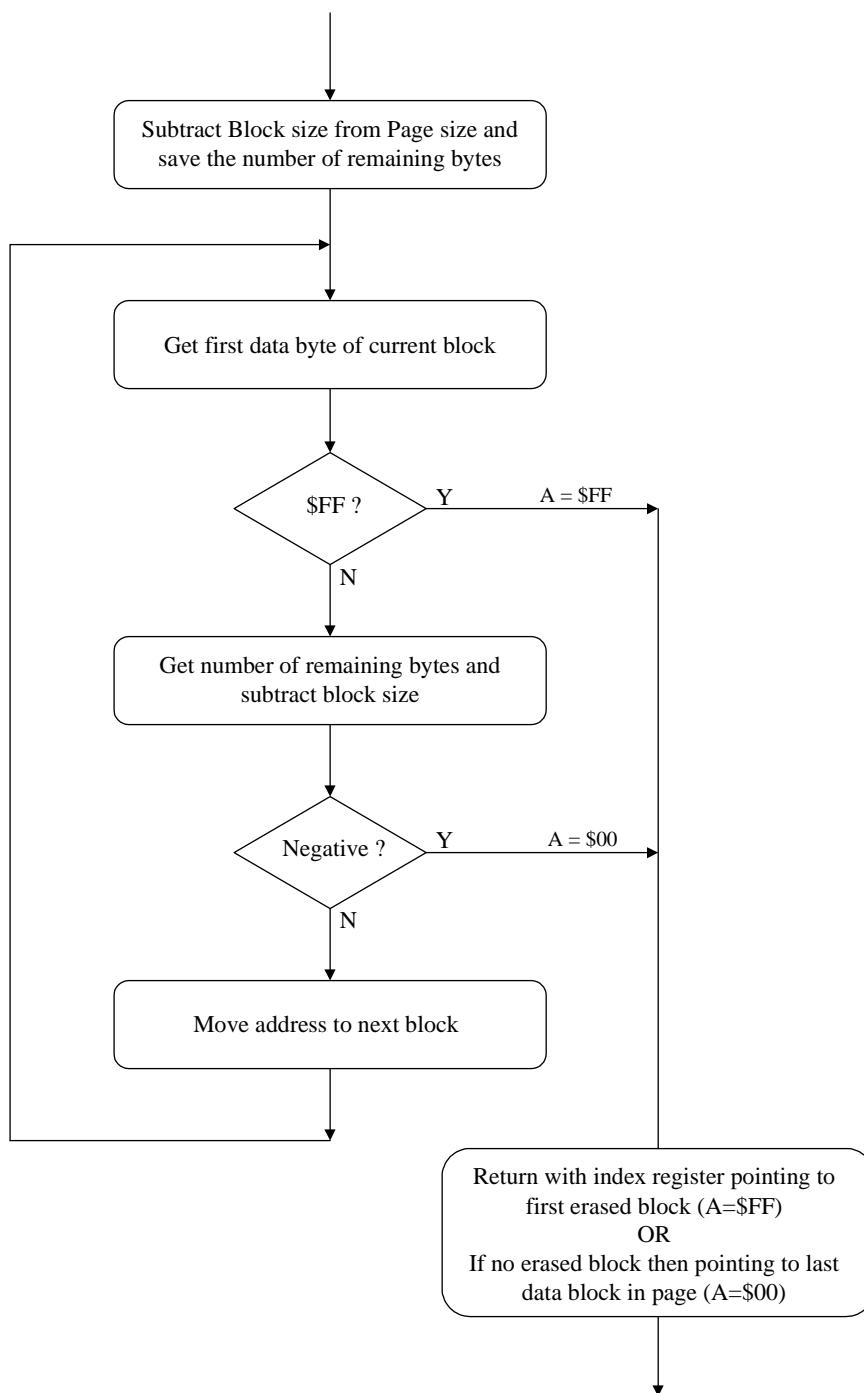 Subtract Block size from Page size and
save the number of remaining bytes
Get first data byte of current block
$FF ?
Y
A = $FF
N
Get number of remaining bytes and
subtract block size
Negative ?
Y
A = $00
N
Move address to next block
Return with index register pointing to
first erased block (A=$FF)
OR
If no erased block then pointing to last
data block in page (A=$00)